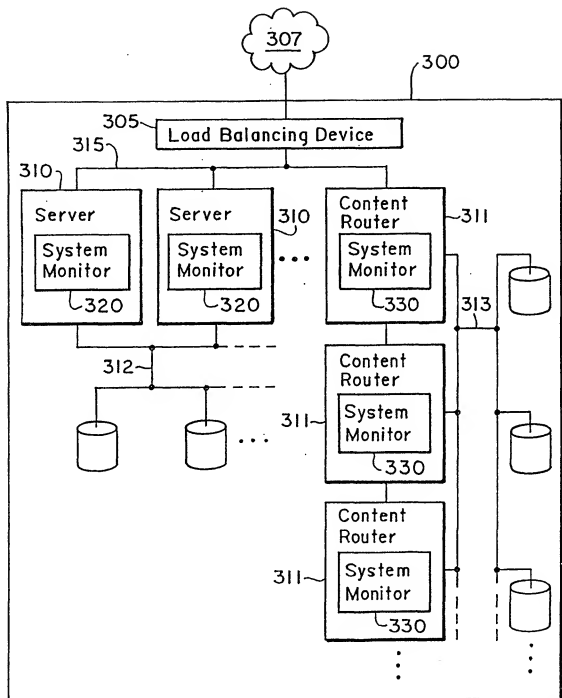 307
300
305
Load Balancing Device
315
310
Server
System
Monitor
320
Server
310
System
Monitor
320
Content
Router
311
System
Monitor
330
313
312
Content
Router
311
System
Monitor
330
Content
Router
311
System
Monitor
330